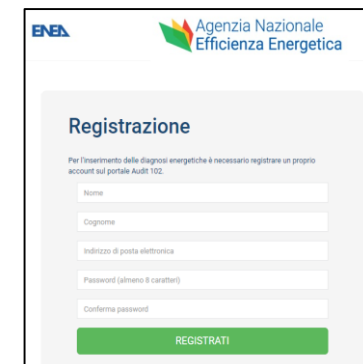 ENEA
Agenzia Nazionale
Efficienza Energetica
Registrazione
Per l'inserimento delle diagnosi energetiche è necessario registrare un proprio
account sul portale Audit 102.
Nome
Cognome
Indirizzo di posta elettronica
Password (almeno 8 caratteri)
Conferma password
REGISTRATI